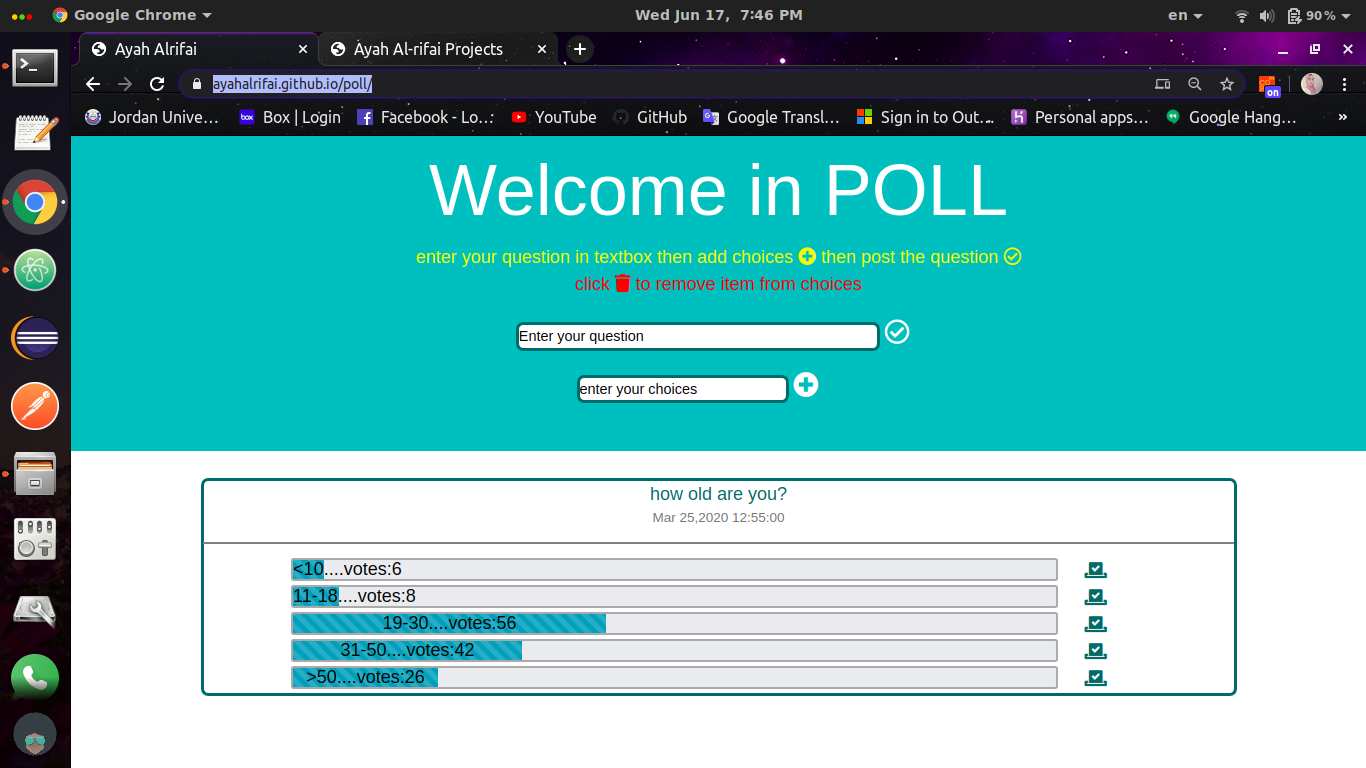 Google Chrome
Wed Jun 17, 7:46 PM
en
90%
Ayah Alrifai
Ayah Al-rifai Projects
ayahalrifai.github.io/poll/
on
Jordan Unive...
box
Box | Login
Facebook - Lo...
YouTube
GitHub
Google Transl...
Sign in to Out...
Personal apps...
Google Hang...
»
Welcome in POLL
enter your question in textbox then add choices then post the question
click to remove item from choices
Enter your question
enter your choices
how old are you?
Mar 25,2020 12:55:00
<10....votes:6
11-18....votes:8
19-30....votes:56
31-50....votes:42
>50....votes:26